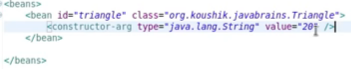 <beans>
<bean id="triangle" class="org.koushik.javabrains.Triangle">
<constructor-arg type="java.lang.String" value="20" />
</bean>
</beans>